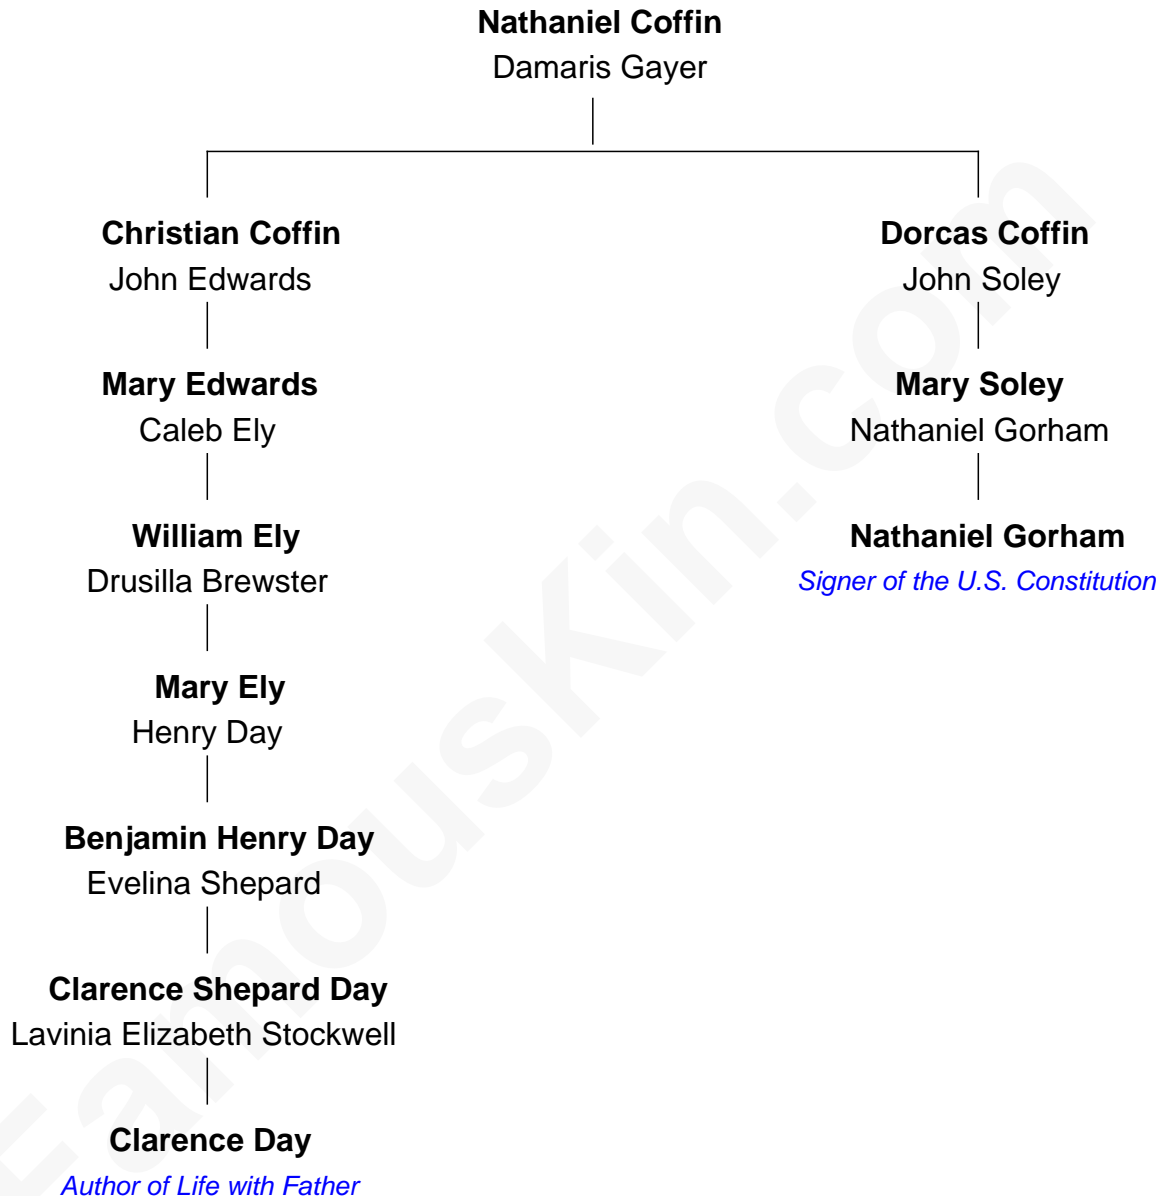 Nathaniel Coffin
Damaris Gayer
Christian Coffin
John Edwards
Dorcas Coffin
John Soley
Mary Edwards
Caleb Ely
Mary Soley
Nathaniel Gorham
William Ely
Drusilla Brewster
Nathaniel Gorham
Signer of the U.S. Constitution
Mary Ely
Henry Day
Benjamin Henry Day
Evelina Shepard
Clarence Shepard Day
Lavinia Elizabeth Stockwell
Clarence Day
Author of Life with Father
FamousKin.com